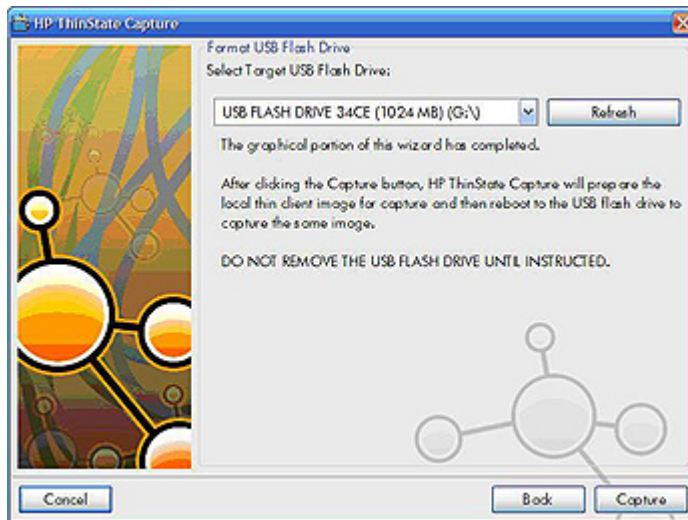 HP ThinState Capture
Format USB Flash Drive
Select Target USB Flash Drive:
USB FLASH DRIVE 34CE (1024 MB) (G:\)
Refresh
The graphical portion of this wizard has completed.
After clicking the Capture button, HP ThinState Capture will prepare the
local thin client image for capture and then reboot to the USB flash drive to
capture the same image.
DO NOT REMOVE THE USB FLASH DRIVE UNTIL INSTRUCTED.
Cancel
Back
Capture